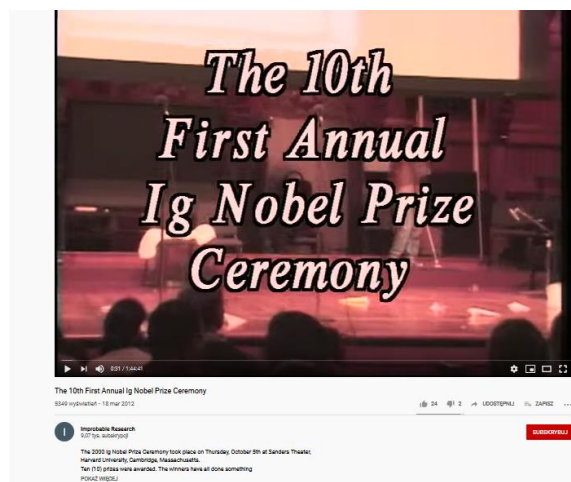 The 10th
First Annual
Ig Nobel Prize
Ceremony
0:31 / 1:44:41
The 10th First Annual Ig Nobel Prize Ceremony
9349 wyświetleń • 18 mar 2012
24
2
UDOSTĘPNIJ
ZAPISZ
I
Improbable Research
9,07 tys. subskrypcji
SUBSKRYBUJ
The 2000 Ig Nobel Prize Ceremony took place on Thursday, October 5th at Sanders Theater,
Harvard University, Cambridge, Massachusetts.
Ten (10) prizes were awarded. The winners have all done something
POKAŻ WIĘCEJ